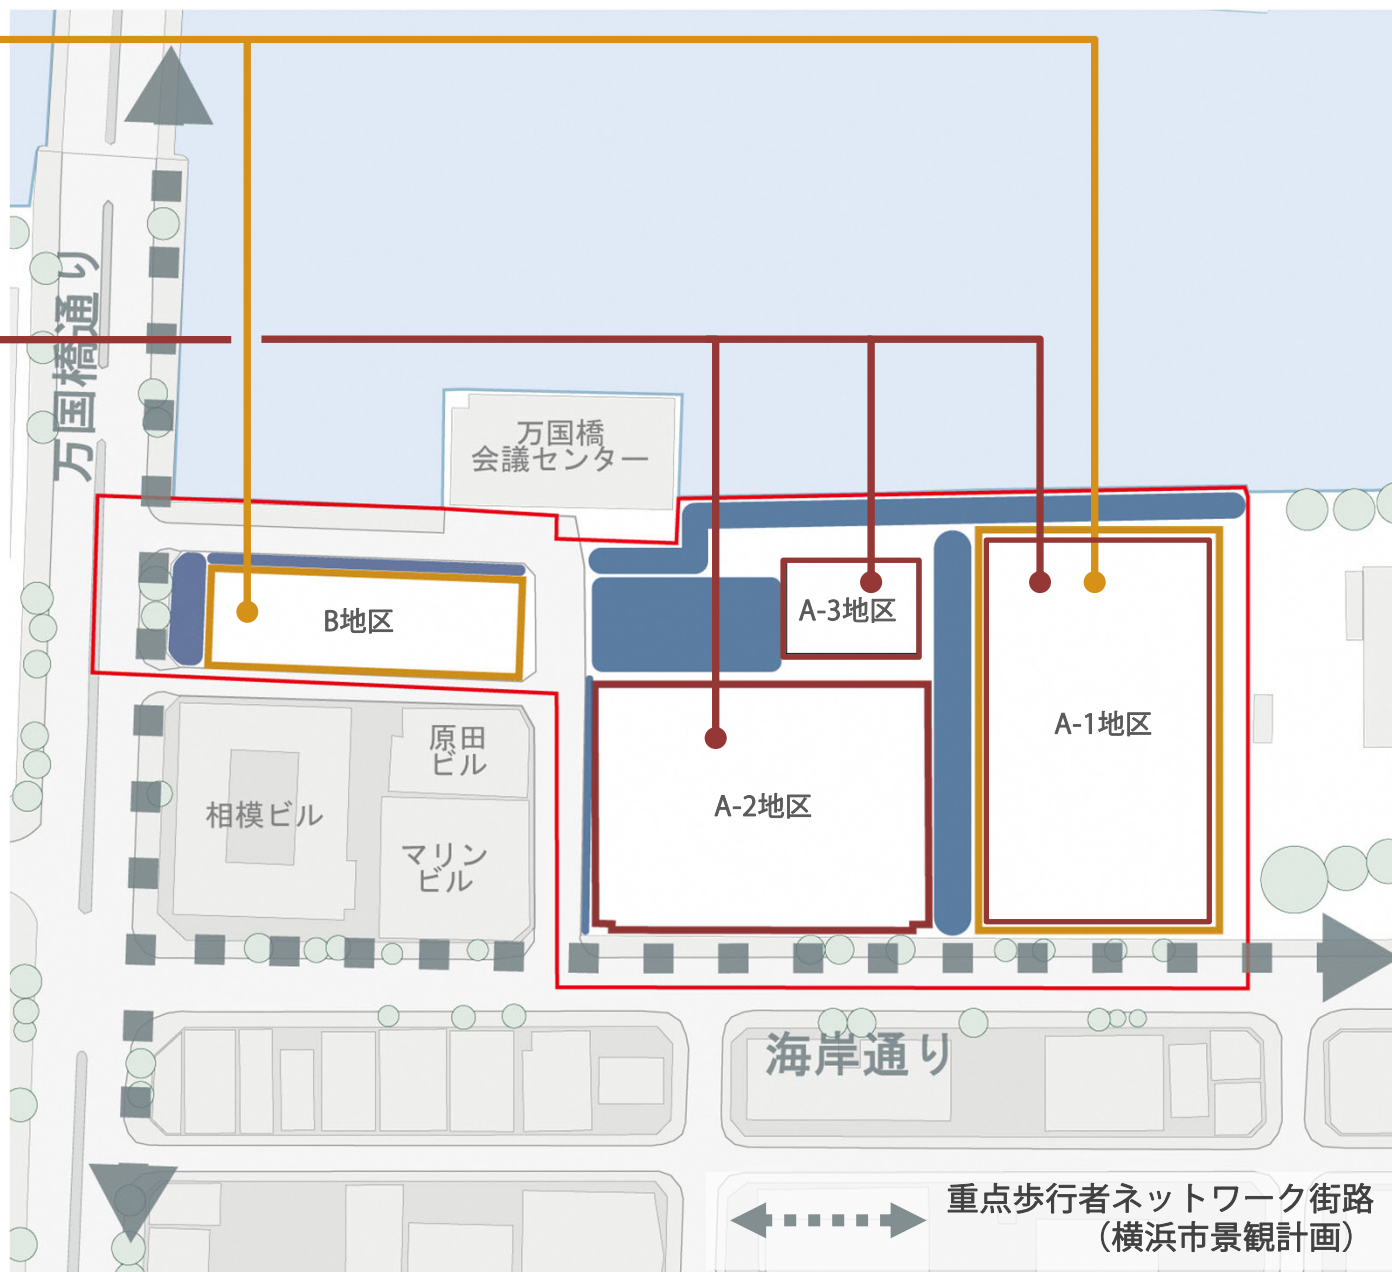 万国橋通り
万国橋
会議センター
B地区
A-3地区
A-1地区
A-2地区
原田
ビル
相模ビル
マリン
ビル
海岸通り
重点歩行者ネットワーク街路
（横浜市景観計画）